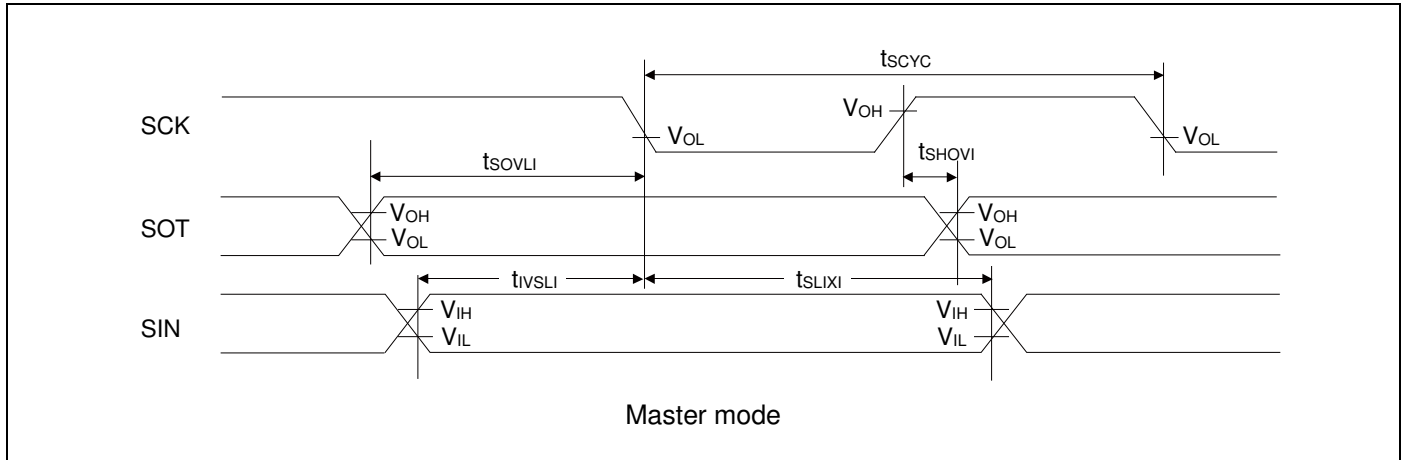 tSCYC
SCK
VOH
VOL
VOL
tSHOVI
tSOVLI
SOT
VOH
VOL
VOH
VOL
tIVSLI
tSLIXI
SIN
VIH
VIL
VIH
VIL
Master mode